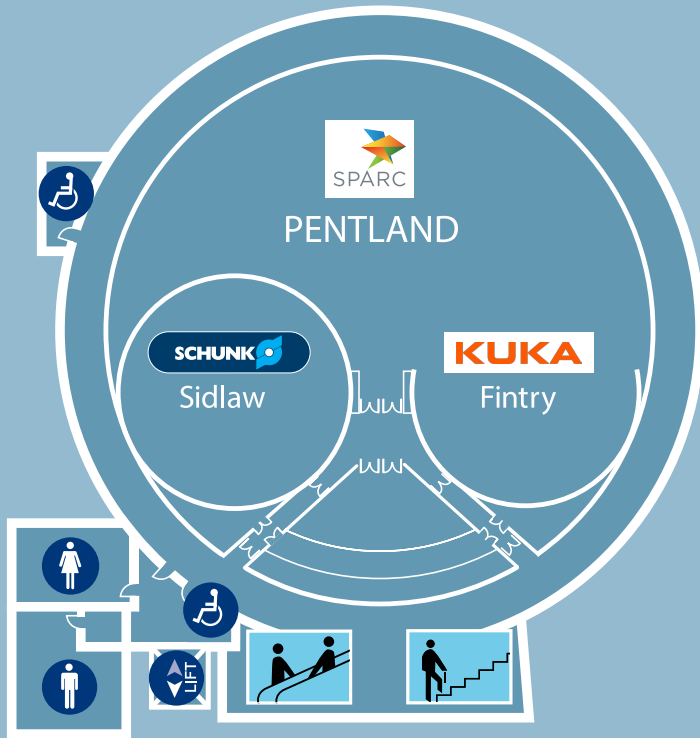 SPARC
PENTLAND
SCHUNK
KUKA
Sidlaw
Fintry
LIFT